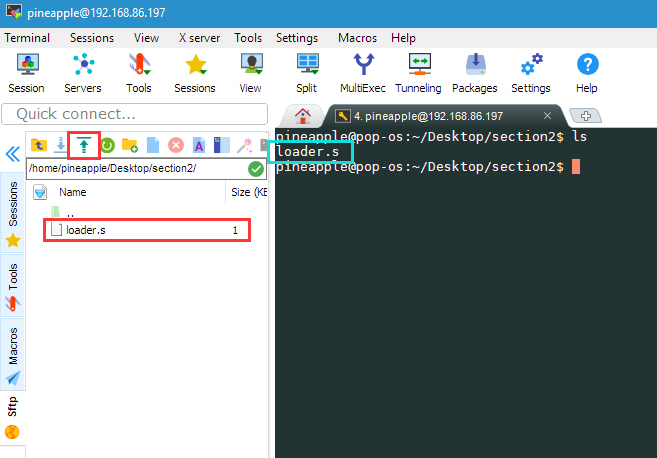 pineapple@192.168.86.197
Terminal Sessions View X server Tools Settings Macros Help
Session Servers Tools Sessions View Split MultiExec Tunneling Packages Settings Help
Quick connect...
4. pineapple@192.168.86.197
/home/pineapple/Desktop/section2/
Name Size (KB
..
loader.s 1
Sessions
Tools
Macros
Sftp
pineapple@pop-os:~/Desktop/section2$ ls
loader.s
pineapple@pop-os:~/Desktop/section2$